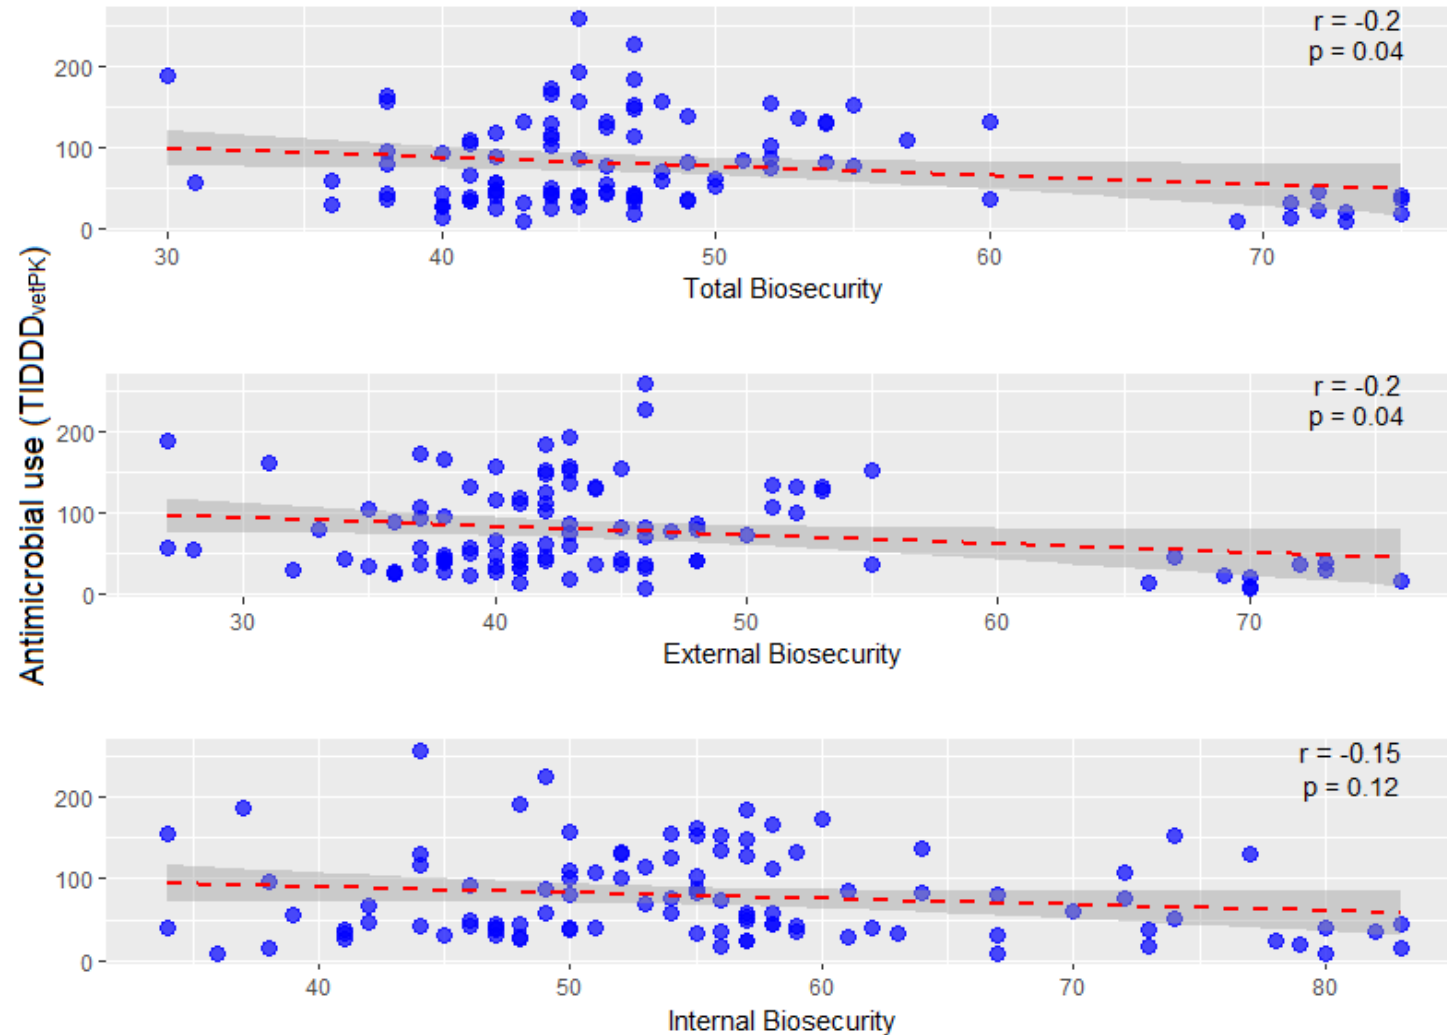 Antimicrobial use (TIDDDvetPK)
r = -0.2
p = 0.04
200
100
0
30 40 50 60 70
Total Biosecurity
r = -0.2
p = 0.04
200
100
0
30 40 50 60 70
External Biosecurity
r = -0.15
p = 0.12
200
100
0
40 50 60 70 80
Internal Biosecurity